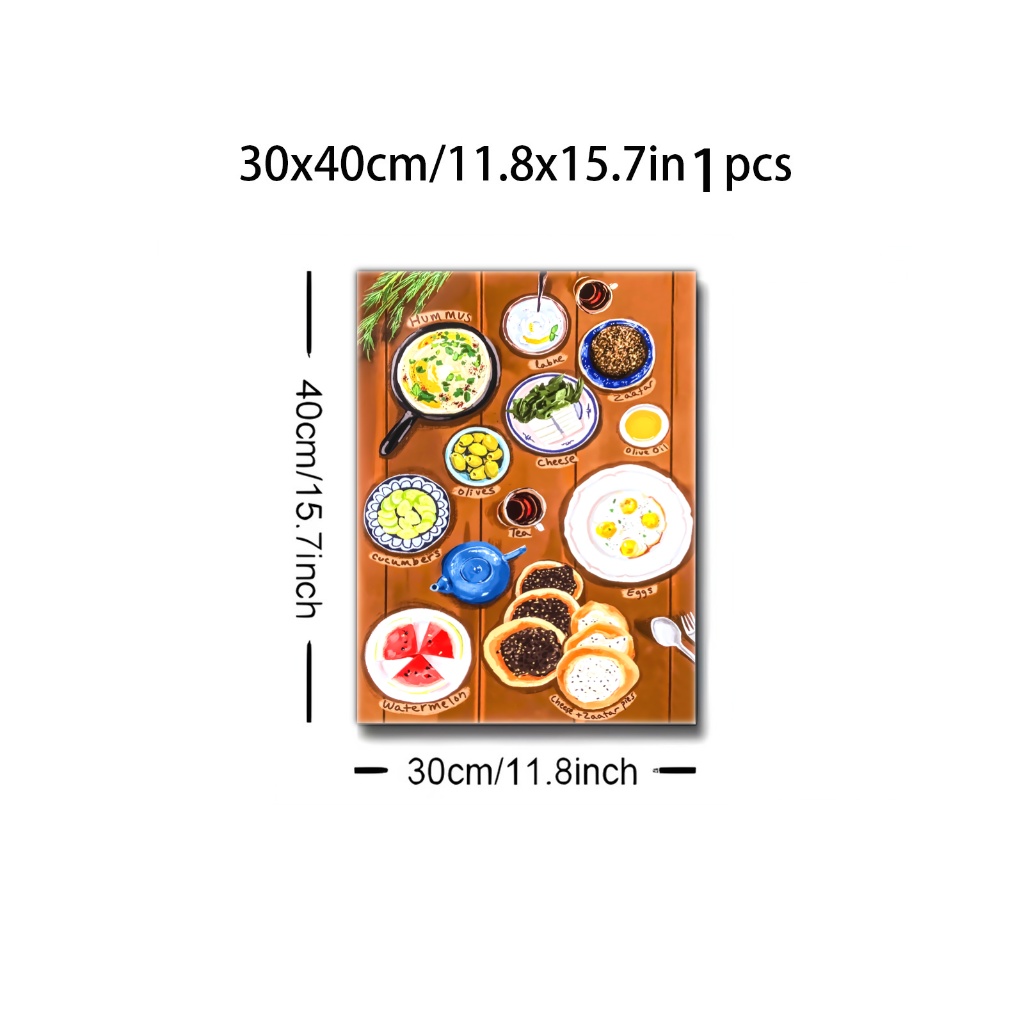 30x40cm/11.8x15.7in 1 pcs
40cm/15.7inch
Hummus
labne
Zaatar
Cheese
Olive Oil
olives
Tea
cucumbers
Eggs
Watermelon
Cheese + Zaatar pies
30cm/11.8inch